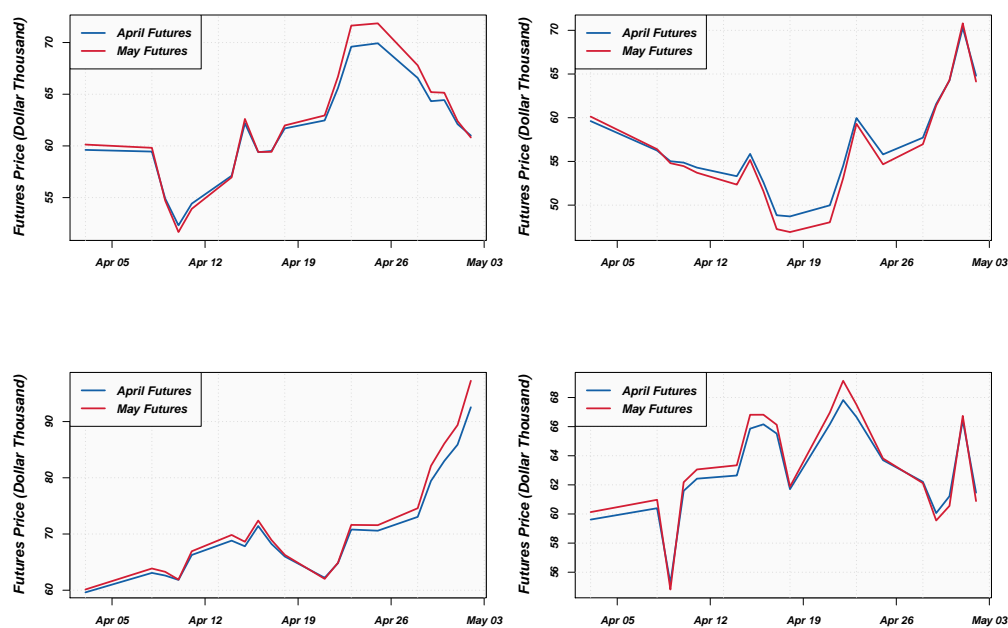 Futures Price (Dollar Thousand)
April Futures
May Futures
70
65
60
55
Apr 05
Apr 12
Apr 19
Apr 26
May 03
Futures Price (Dollar Thousand)
April Futures
May Futures
70
65
60
55
50
Apr 05
Apr 12
Apr 19
Apr 26
May 03
Futures Price (Dollar Thousand)
April Futures
May Futures
90
80
70
60
Apr 05
Apr 12
Apr 19
Apr 26
May 03
Futures Price (Dollar Thousand)
April Futures
May Futures
68
66
64
62
60
56
Apr 05
Apr 12
Apr 19
Apr 26
May 03